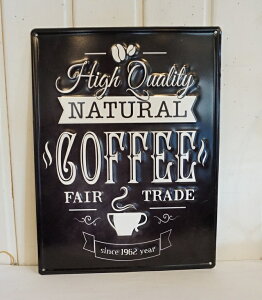 High Quality
NATURAL
COFFEE
FAIR TRADE
since 1962 year